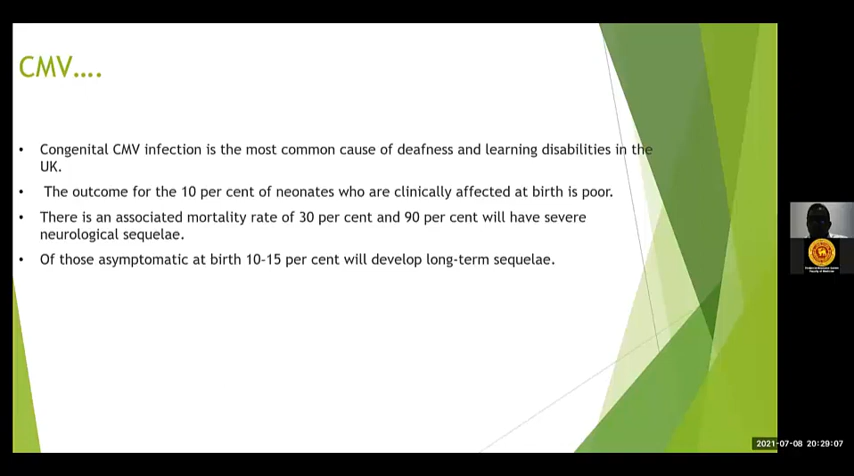 CMV....
• Congenital CMV infection is the most common cause of deafness and learning disabilities in the
UK.
• The outcome for the 10 per cent of neonates who are clinically affected at birth is poor.
• There is an associated mortality rate of 30 per cent and 90 per cent will have severe
neurological sequelae.
• Of those asymptomatic at birth 10-15 per cent will develop long-term sequelae.
2021-07-08 20:29:07